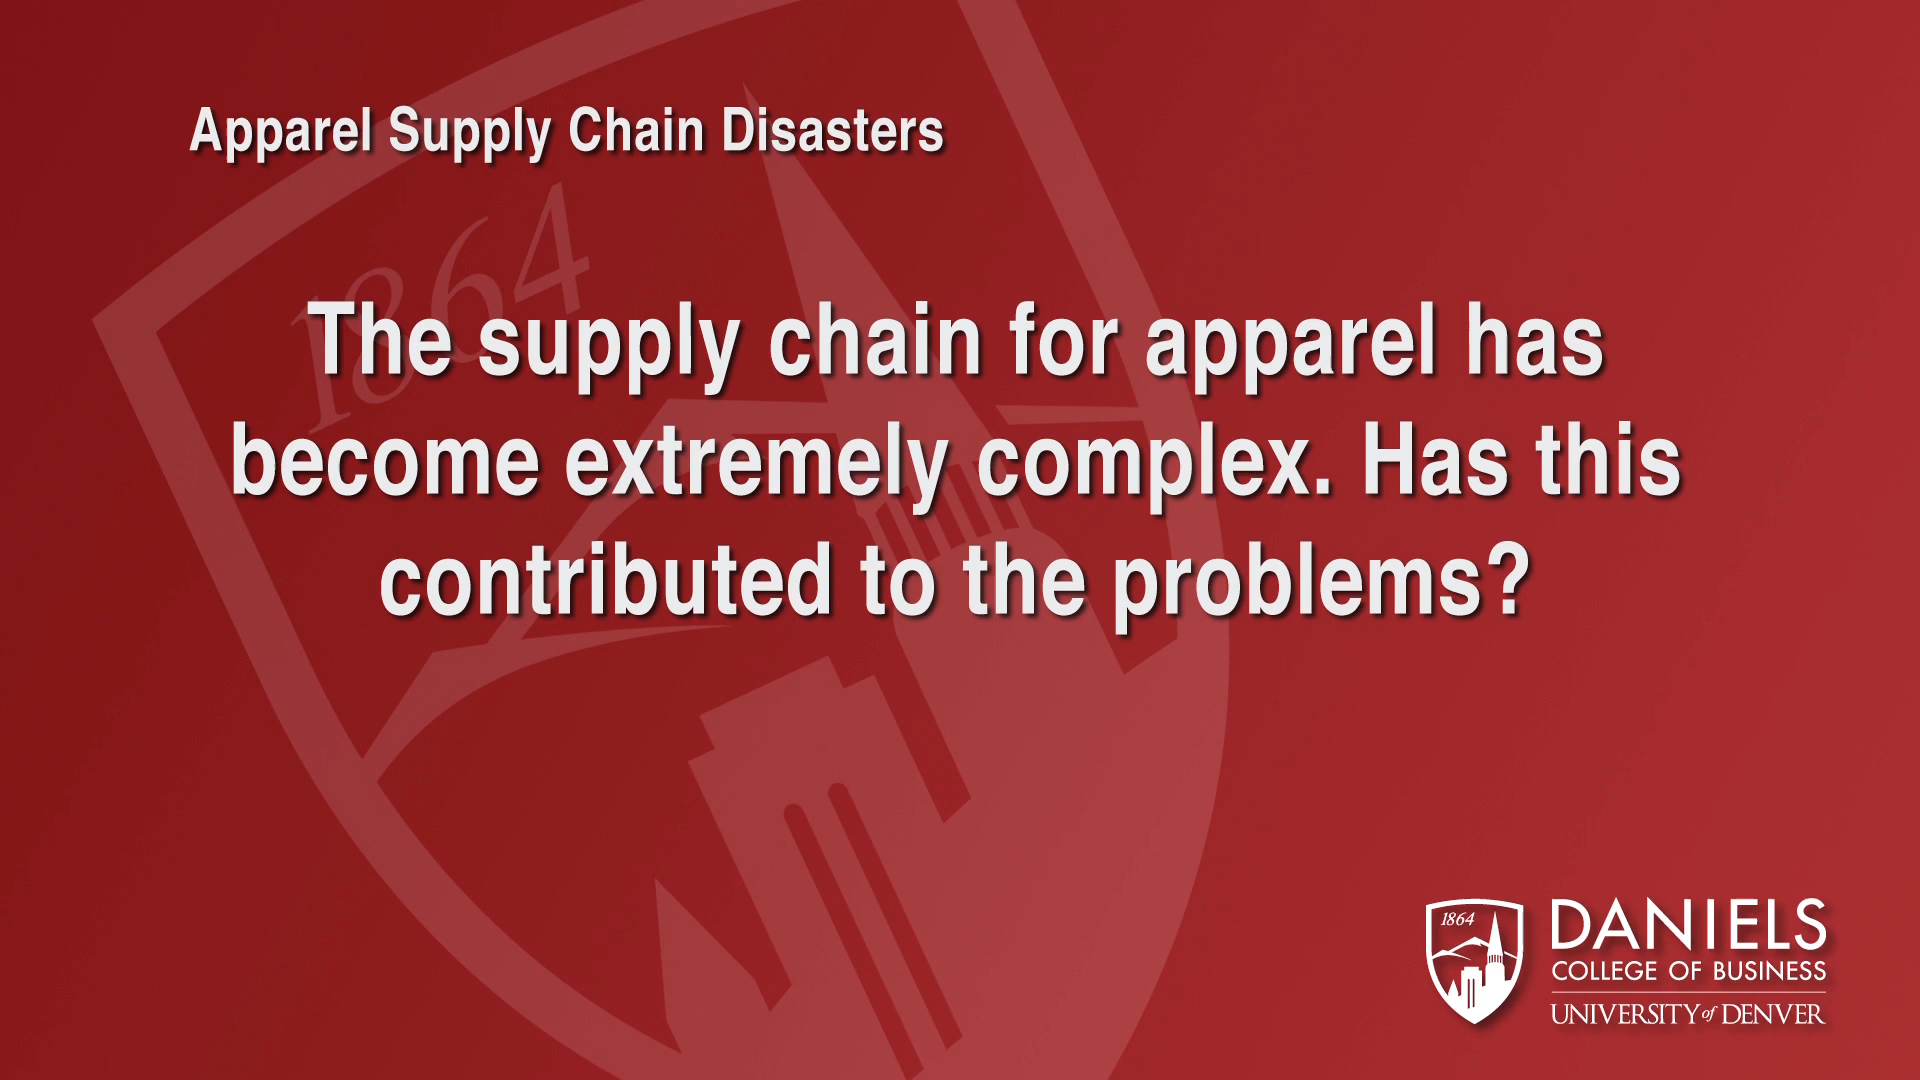 Apparel Supply Chain Disasters
1864
The supply chain for apparel has
become extremely complex. Has this
contributed to the problems?
1864
DANIELS
COLLEGE OF BUSINESS
UNIVERSITY of DENVER